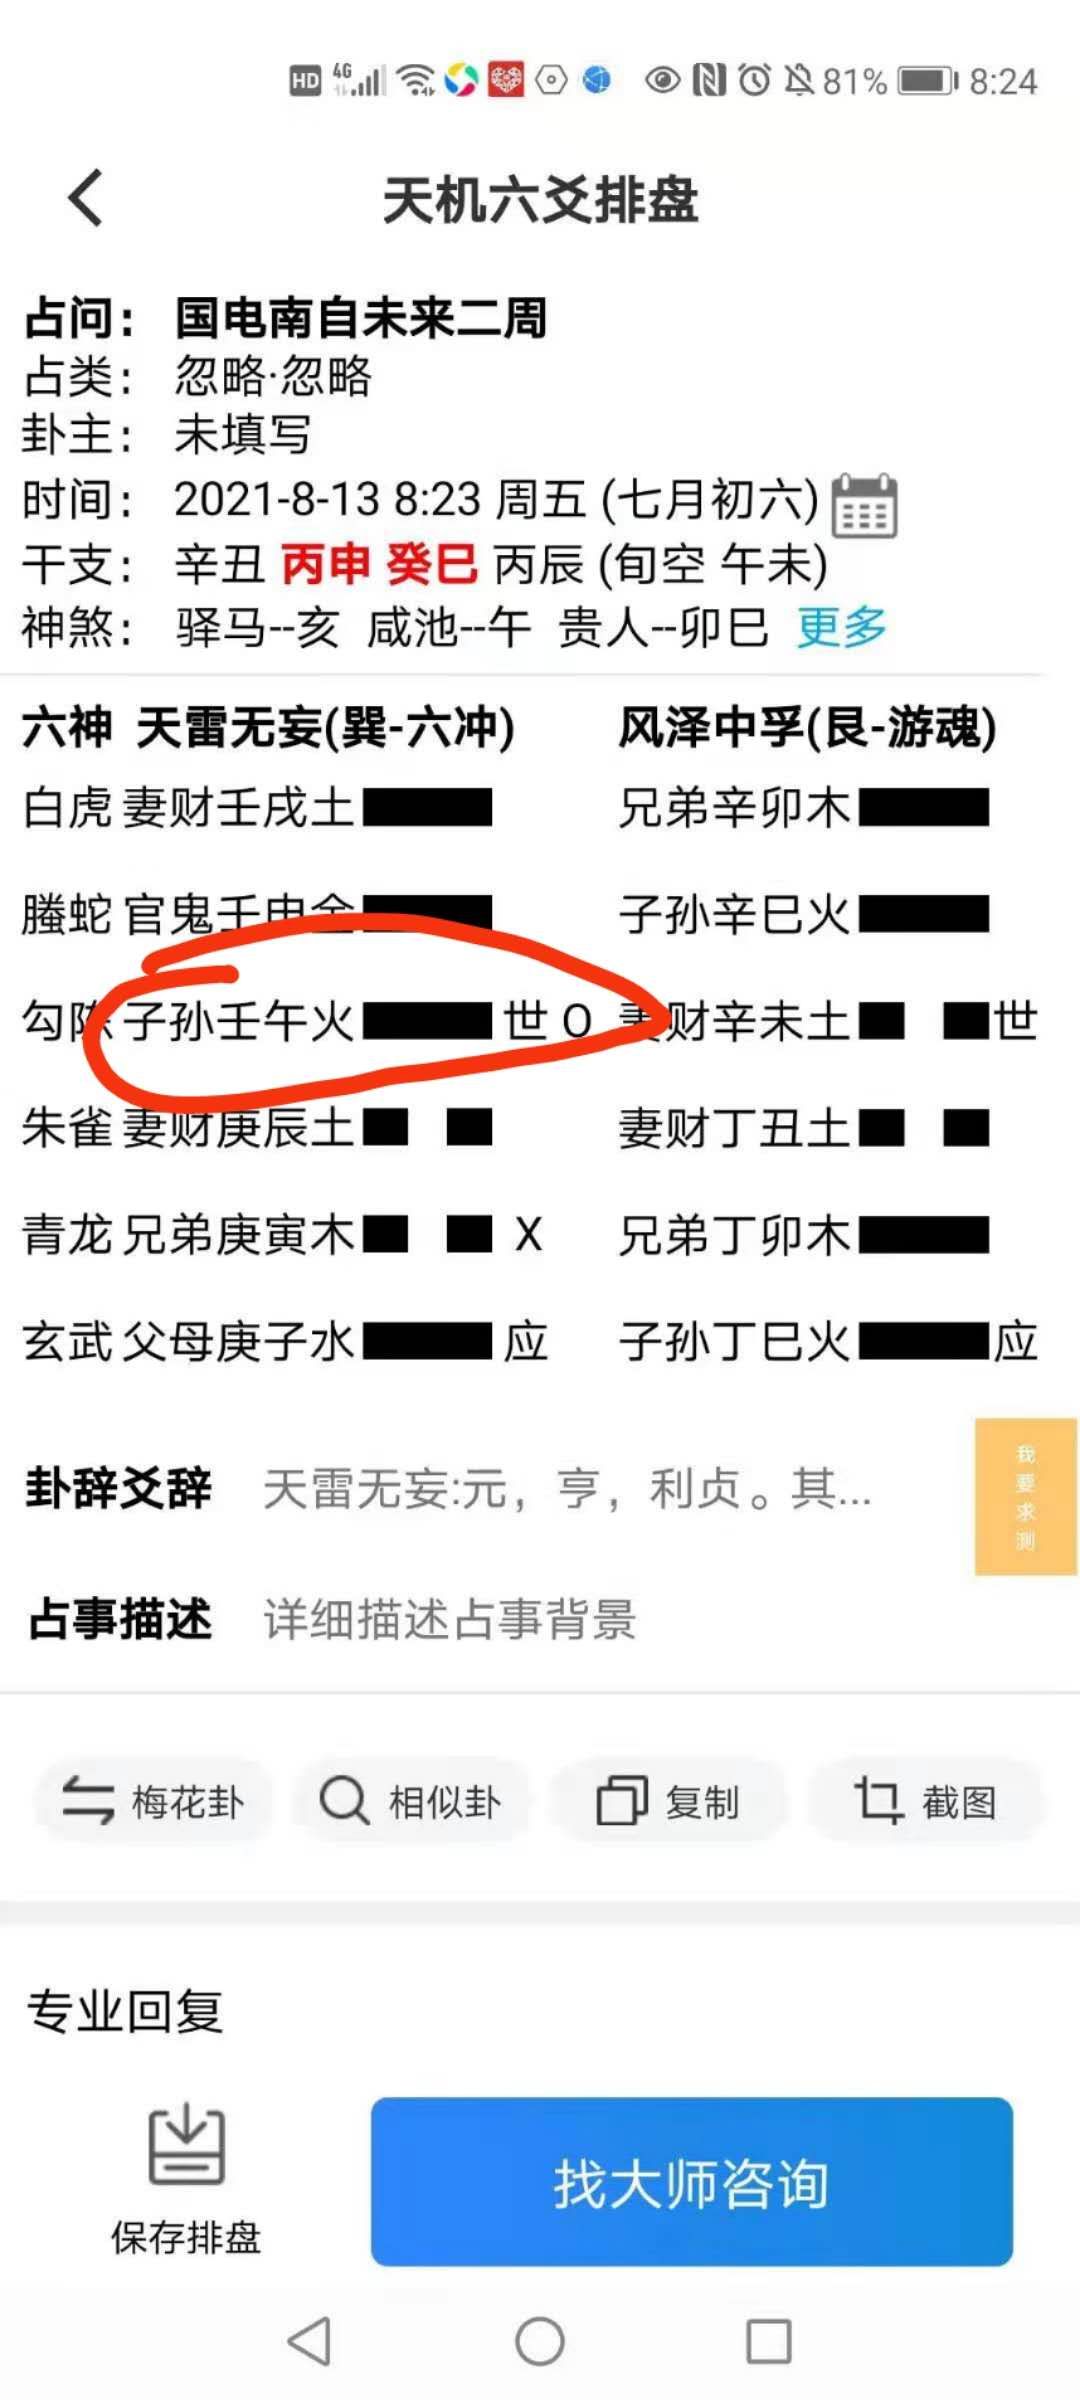 HD 4G 81% 8:24
天机六爻排盘
占问： 国电南自未来二周
占类： 忽略·忽略
卦主： 未填写
时间： 2021-8-13 8:23 周五 (七月初六)
干支： 辛丑 丙申 癸巳 丙辰 (旬空 午未)
神煞： 驿马--亥 咸池--午 贵人--卯巳 更多
六神 天雷无妄(巽-六冲) 风泽中孚(艮-游魂)
白虎 妻财壬戌土 兄弟辛卯木
螣蛇 官鬼壬申金 子孙辛巳火
勾陈 子孙壬午火 世 O 妻财辛未土 世
朱雀 妻财庚辰土 妻财丁丑土
青龙 兄弟庚寅木 X 兄弟丁卯木
玄武 父母庚子水 应 子孙丁巳火 应
卦辞爻辞 天雷无妄:元，亨，利贞。其...
我要求测
占事描述 详细描述占事背景
梅花卦 相似卦 复制 截图
专业回复
保存排盘 找大师咨询